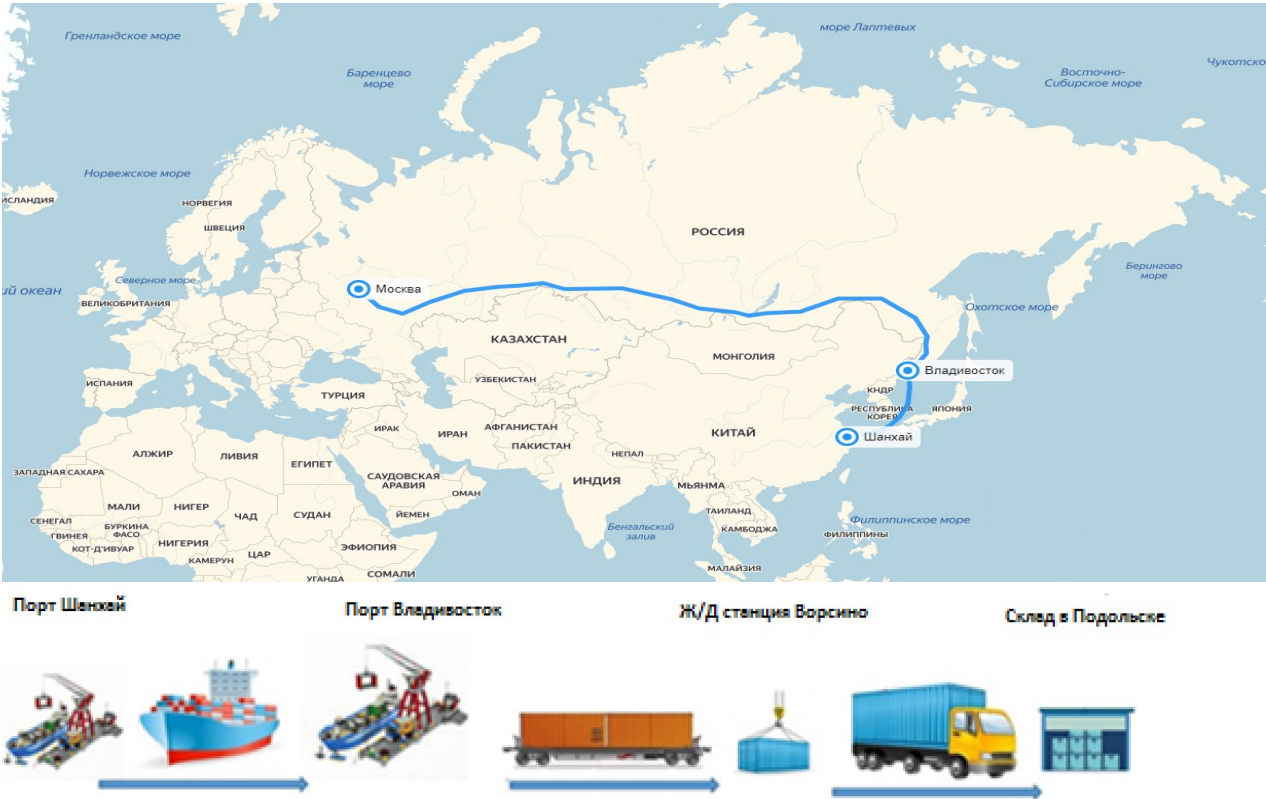 Гренландское море
море Лаптевых
Чукотско
Баренцево
море
Восточно-
Сибирское море
Норвежское море
ИСЛАНДИЯ
НОРВЕГИЯ
ШВЕЦИЯ
РОССИЯ
Северное море
Берингово
море
ий океан
Москва
ВЕЛИКОБРИТАНИЯ
Охотское море
КАЗАХСТАН
МОНГОЛИЯ
Владивосток
ИСПАНИЯ
УЗБЕКИСТАН
КНДР
ТУРЦИЯ
РЕСПУБЛИКА
КОРЕЯ
ЯПОНИЯ
ИРАК
ИРАН
АФГАНИСТАН
ПАКИСТАН
КИТАЙ
Шанхай
АЛЖИР
ЛИВИЯ
ЕГИПЕТ
НЕПАЛ
ЗАПАДНАЯ САХАРА
САУДОВСКАЯ
АРАВИЯ
ИНДИЯ
МЬЯНМА
ОМАН
МАЛИ
НИГЕР
ЧАД
СУДАН
ЙЕМЕН
ТАИЛАНД
СЕНЕГАЛ
БУРКИНА
ФАСО
Бенгальский
залив
КАМБОДЖА
Филиппинское море
ФИЛИППИНЫ
ГВИНЕЯ
КОТ-Д'ИВУАР
НИГЕРИЯ
КАМЕРУН
ЦАР
ЭФИОПИЯ
УГАНДА
СОМАЛИ
МАЛАЙЗИЯ
Порт Шанхай
Порт Владивосток
Ж/Д станция Ворсино
Склад в Подольске